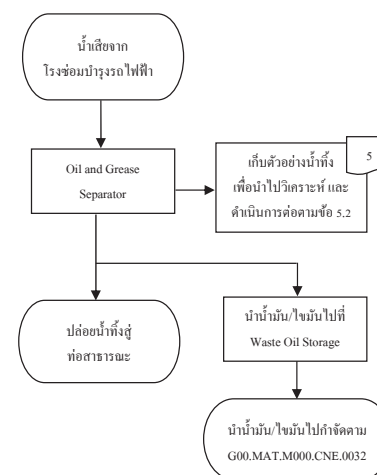 น้ำเสียจาก
โรงซ่อมบำรุงรถไฟฟ้า
Oil and Grease
Separator
5
เก็บตัวอย่างน้ำทิ้ง
เพื่อนำไปวิเคราะห์ และ
ดำเนินการต่อตามข้อ 5.2
ปล่อยน้ำทิ้งสู่
ท่อสาธารณะ
นำน้ำมัน/ไขมันไปที่
Waste Oil Storage
นำน้ำมัน/ไขมันไปกำจัดตาม
G00.MAT.M000.CNE.0032